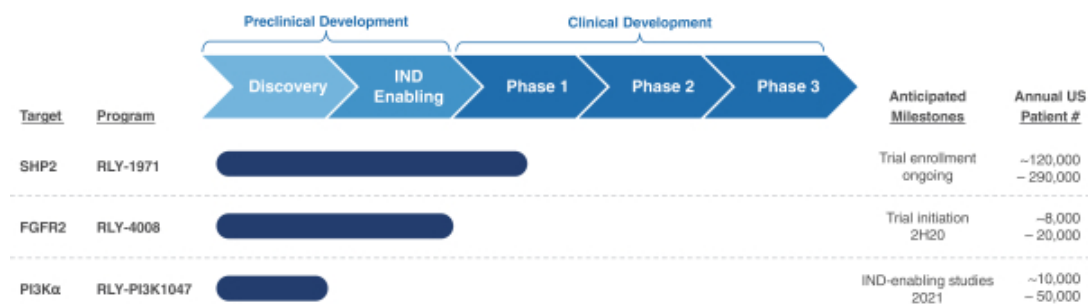 Preclinical Development Clinical Development
Discovery IND Enabling Phase 1 Phase 2 Phase 3
Target Program Anticipated Milestones Annual US Patient #
SHP2 RLY-1971 Trial enrollment ongoing ~120,000 – 290,000
FGFR2 RLY-4008 Trial initiation 2H20 ~8,000 – 20,000
PI3Kα RLY-PI3K1047 IND-enabling studies 2021 ~10,000 – 50,000